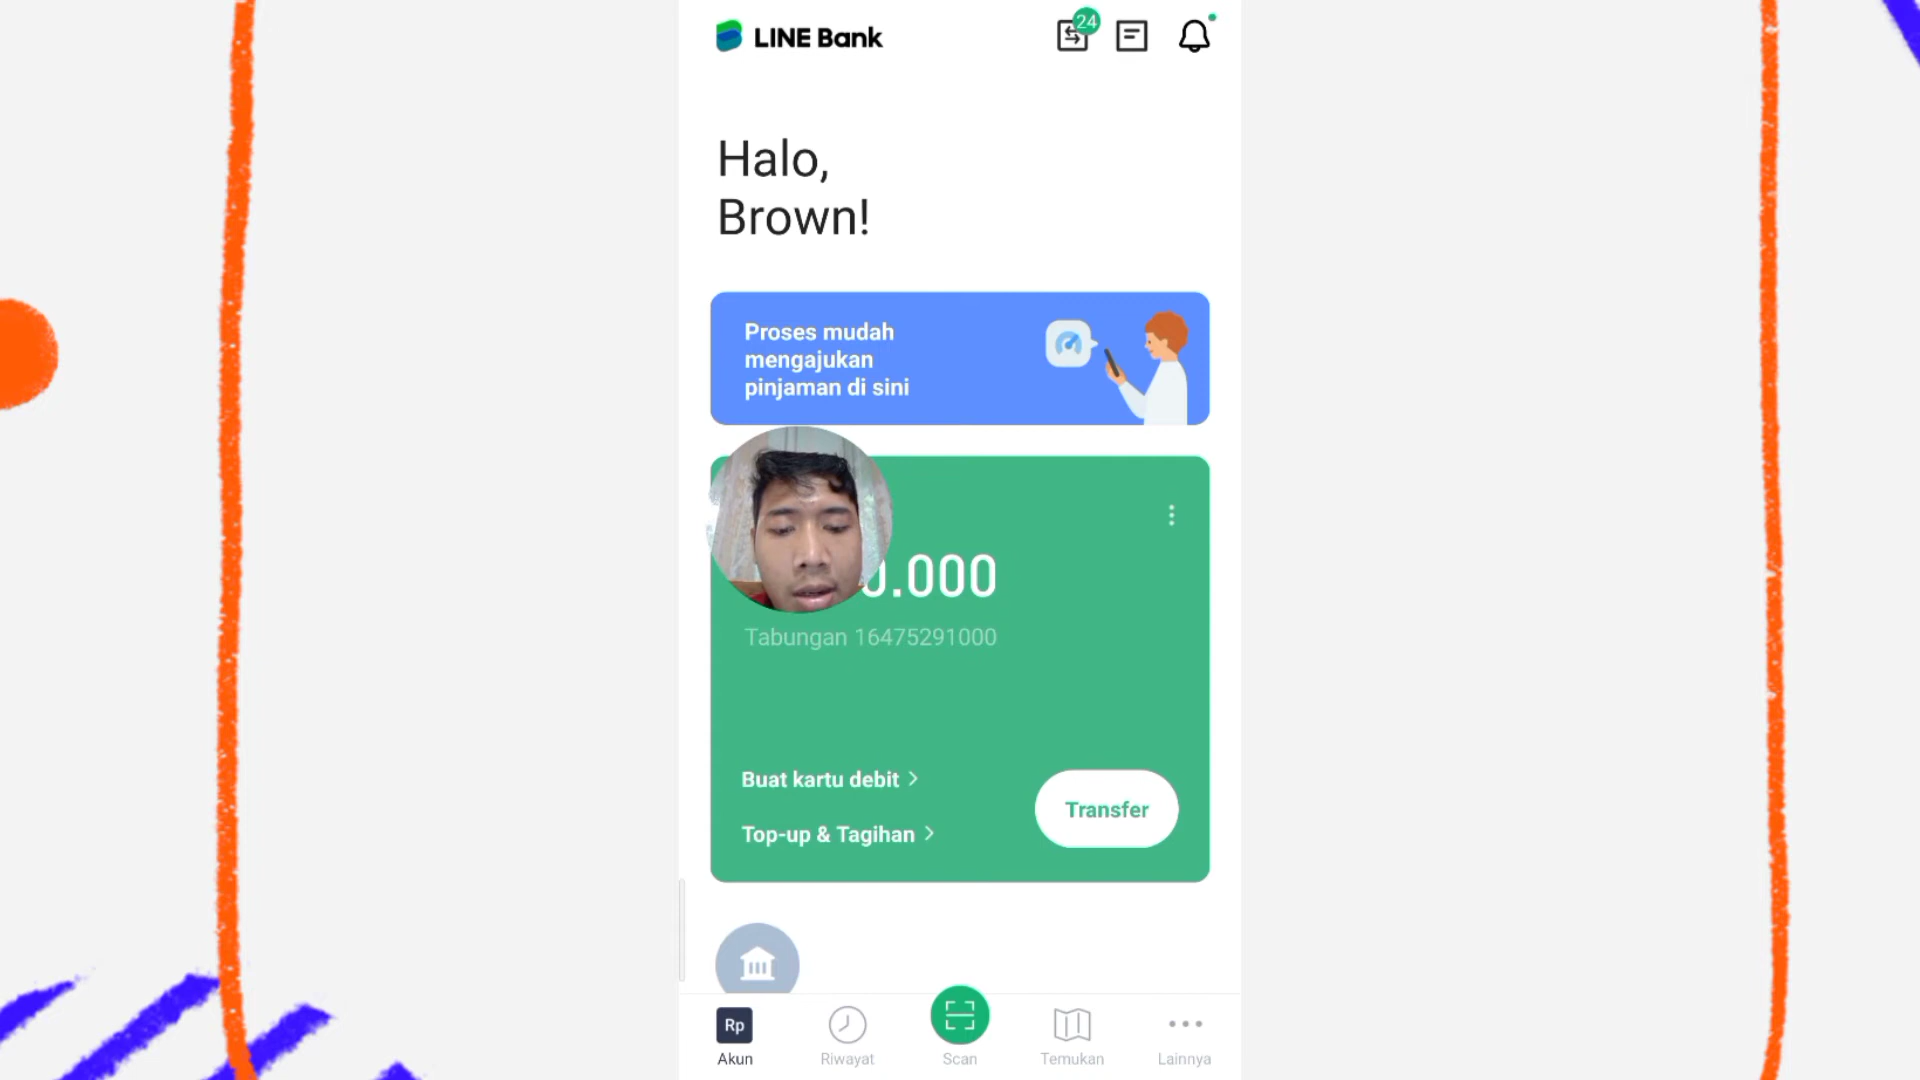 LINE Bank
24
Halo,
Brown!
Proses mudah
mengajukan
pinjaman di sini
0.000
Tabungan 16475291000
Buat kartu debit
Top-up & Tagihan
Transfer
Rp
Akun
Riwayat
Scan
Temukan
Lainnya